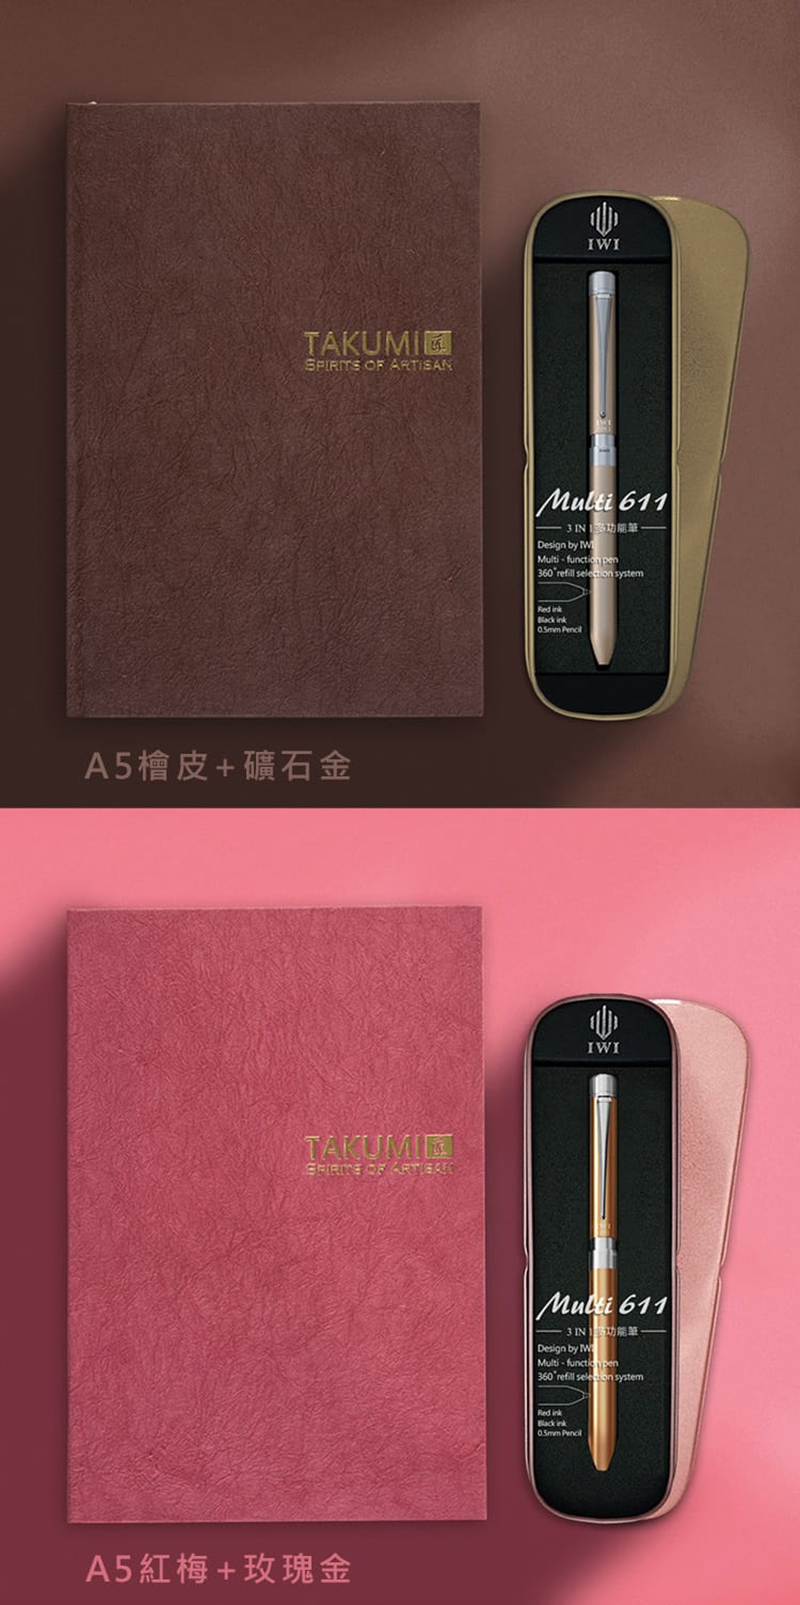 TAKUMI 匠
SPIRITS OF ARTISAN
IWI
IWI
Multi 611
3 IN 1多功能筆
Design by IWI
Multi - function pen
360°refill selection system
Red ink
Black ink
0.5mm Pencil
A5檜皮+礦石金
TAKUMI 匠
SPIRITS OF ARTISAN
IWI
IWI
Multi 611
3 IN 1多功能筆
Design by IWI
Multi - function pen
360°refill selection system
Red ink
Black ink
0.5mm Pencil
A5紅梅+玫瑰金